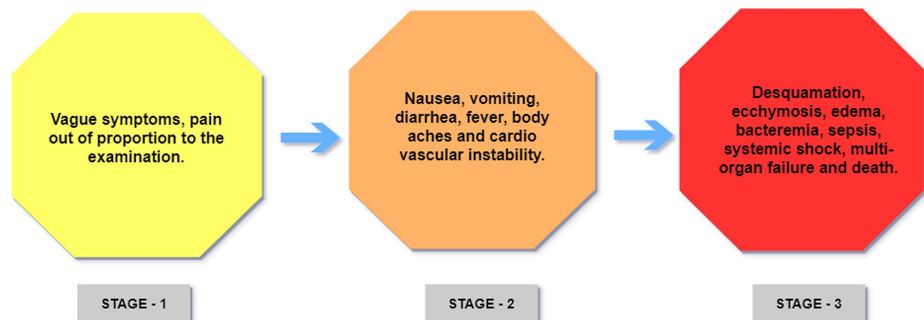 Vague symptoms, pain
out of proportion to the
examination.
Nausea, vomiting,
diarrhea, fever, body
aches and cardio
vascular instability.
Desquamation,
ecchymosis, edema,
bacteremia, sepsis,
systemic shock, multi-
organ failure and death.
STAGE - 1
STAGE - 2
STAGE - 3